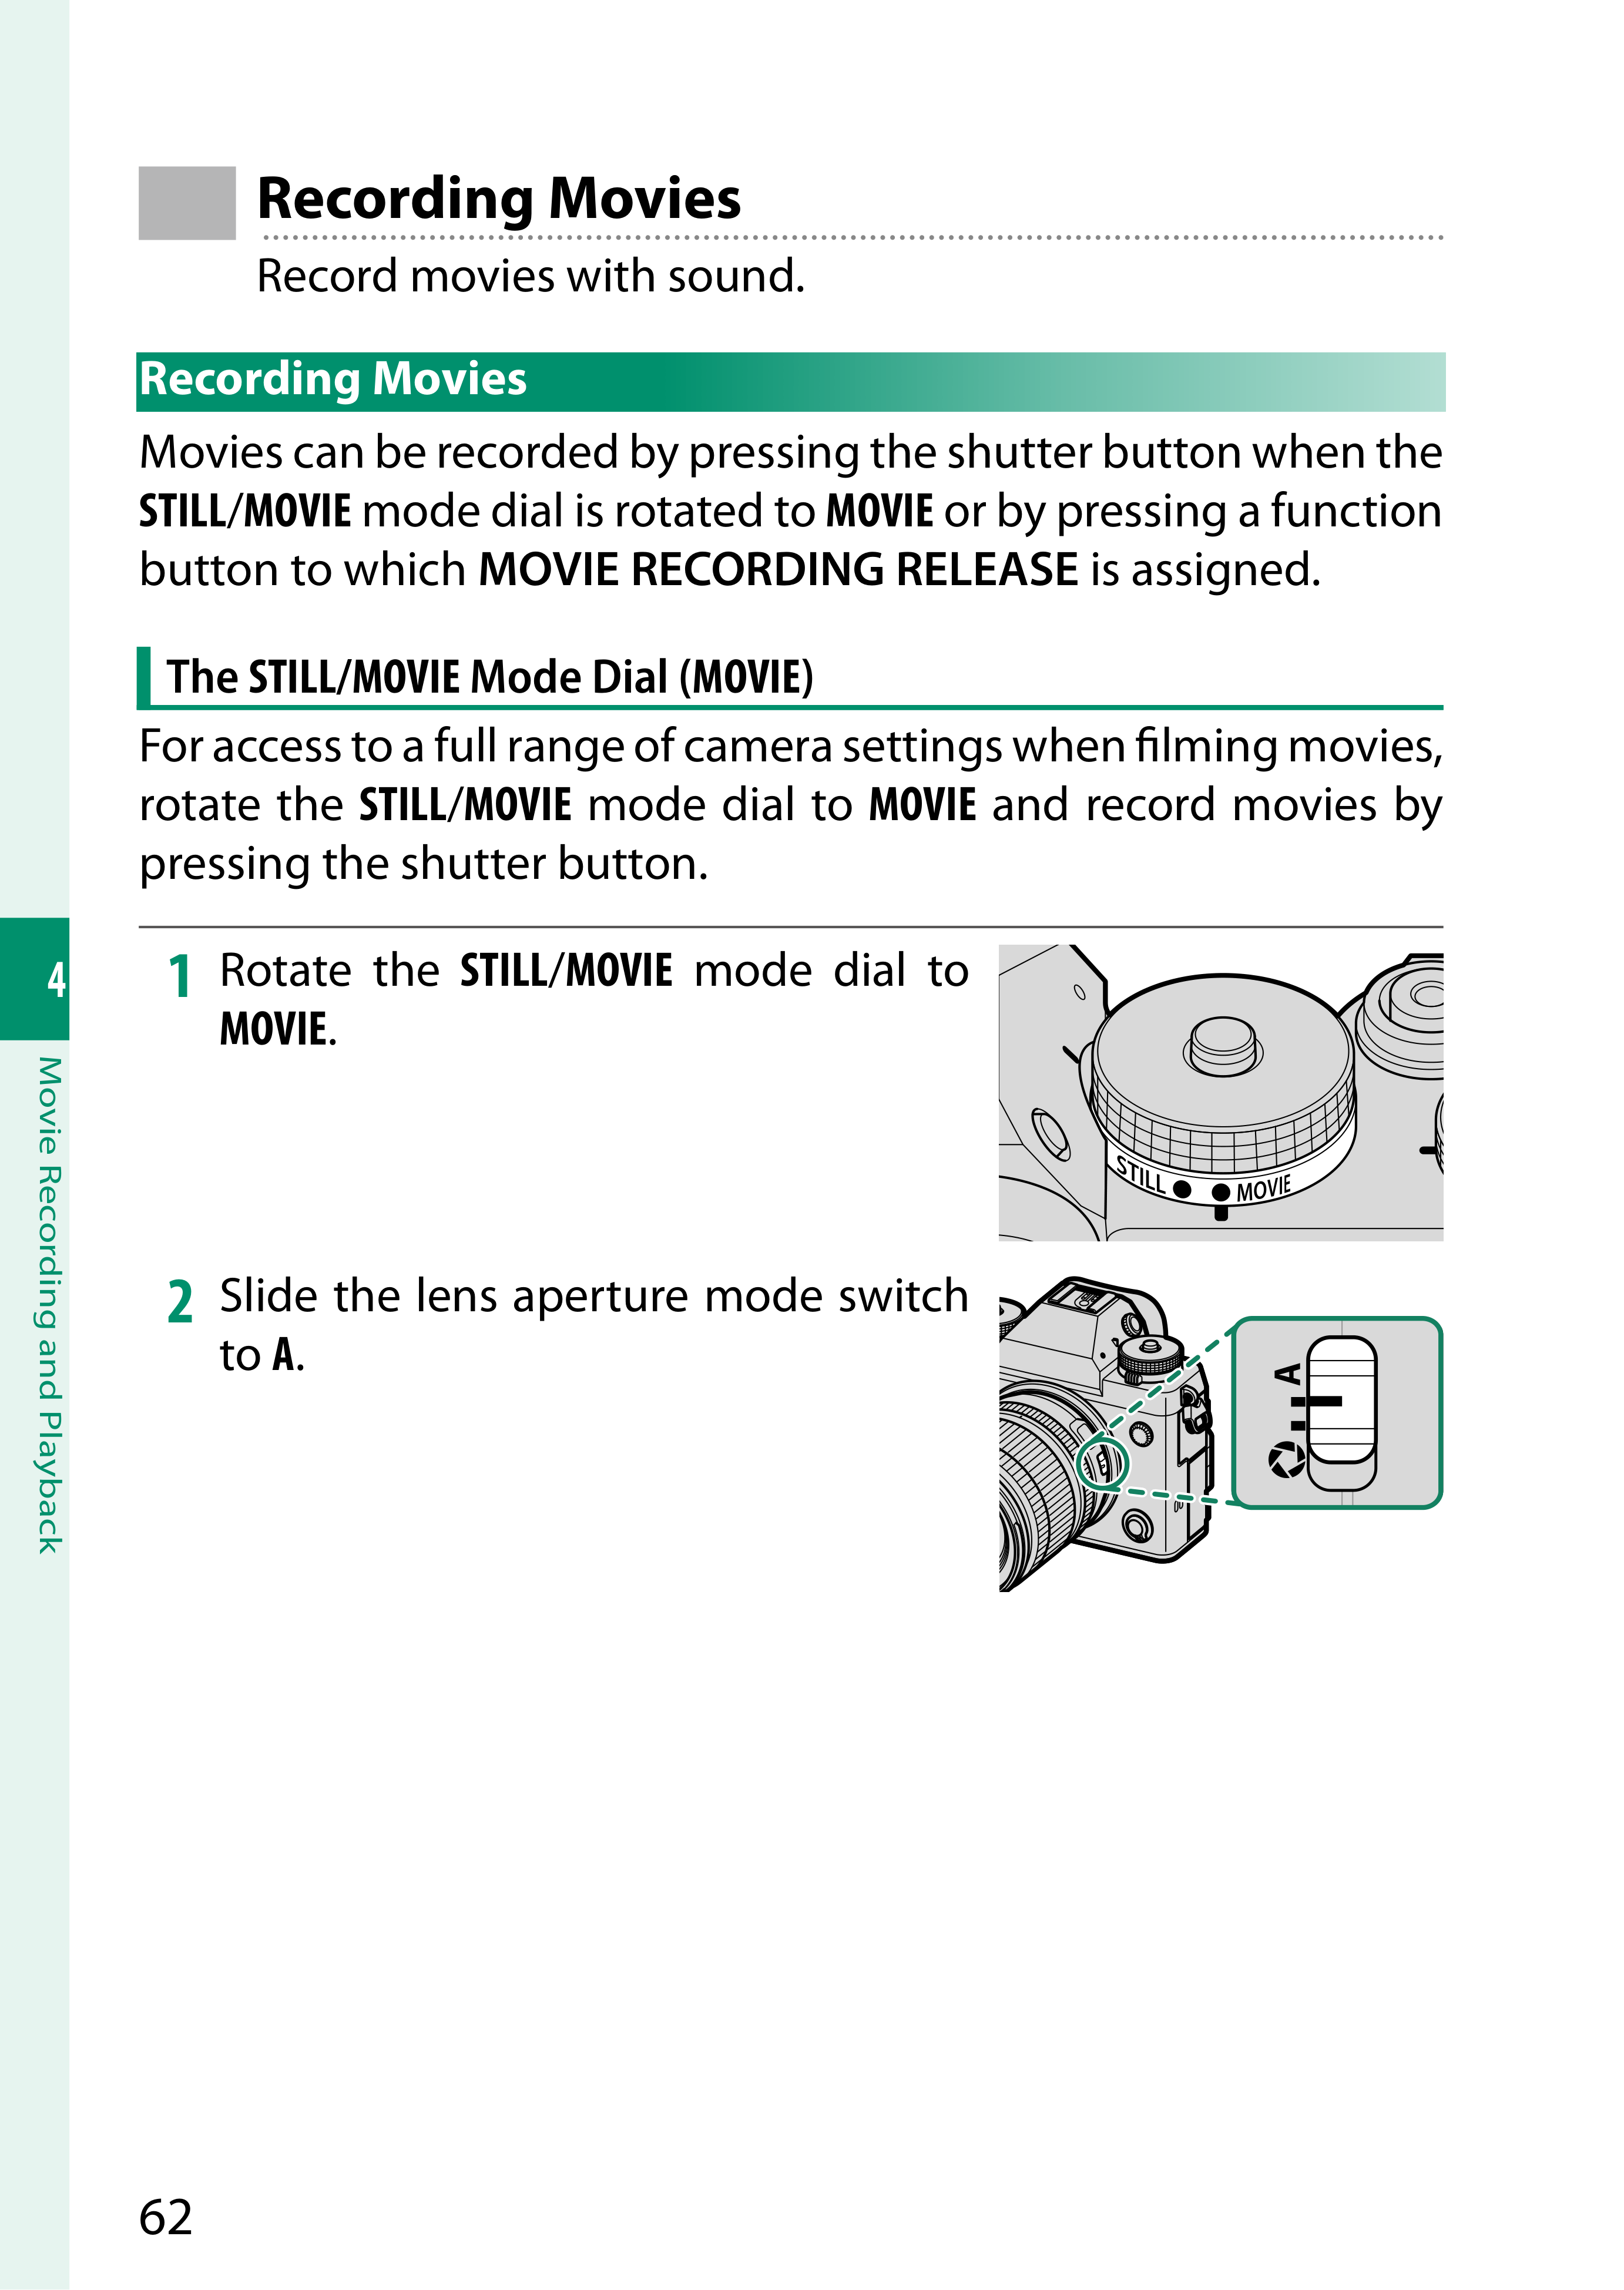 Recording Movies
Record movies with sound.
Recording Movies
Movies can be recorded by pressing the shutter button when the
STILL/MOVIE mode dial is rotated to MOVIE or by pressing a function
button to which MOVIE RECORDING RELEASE is assigned.
The STILL/MOVIE Mode Dial (MOVIE)
For access to a full range of camera settings when filming movies,
rotate the STILL/MOVIE mode dial to MOVIE and record movies by
pressing the shutter button.
1 Rotate the STILL/MOVIE mode dial to
MOVIE.
STILL MOVIE
2 Slide the lens aperture mode switch
to A.
A
4
Movie Recording and Playback
62